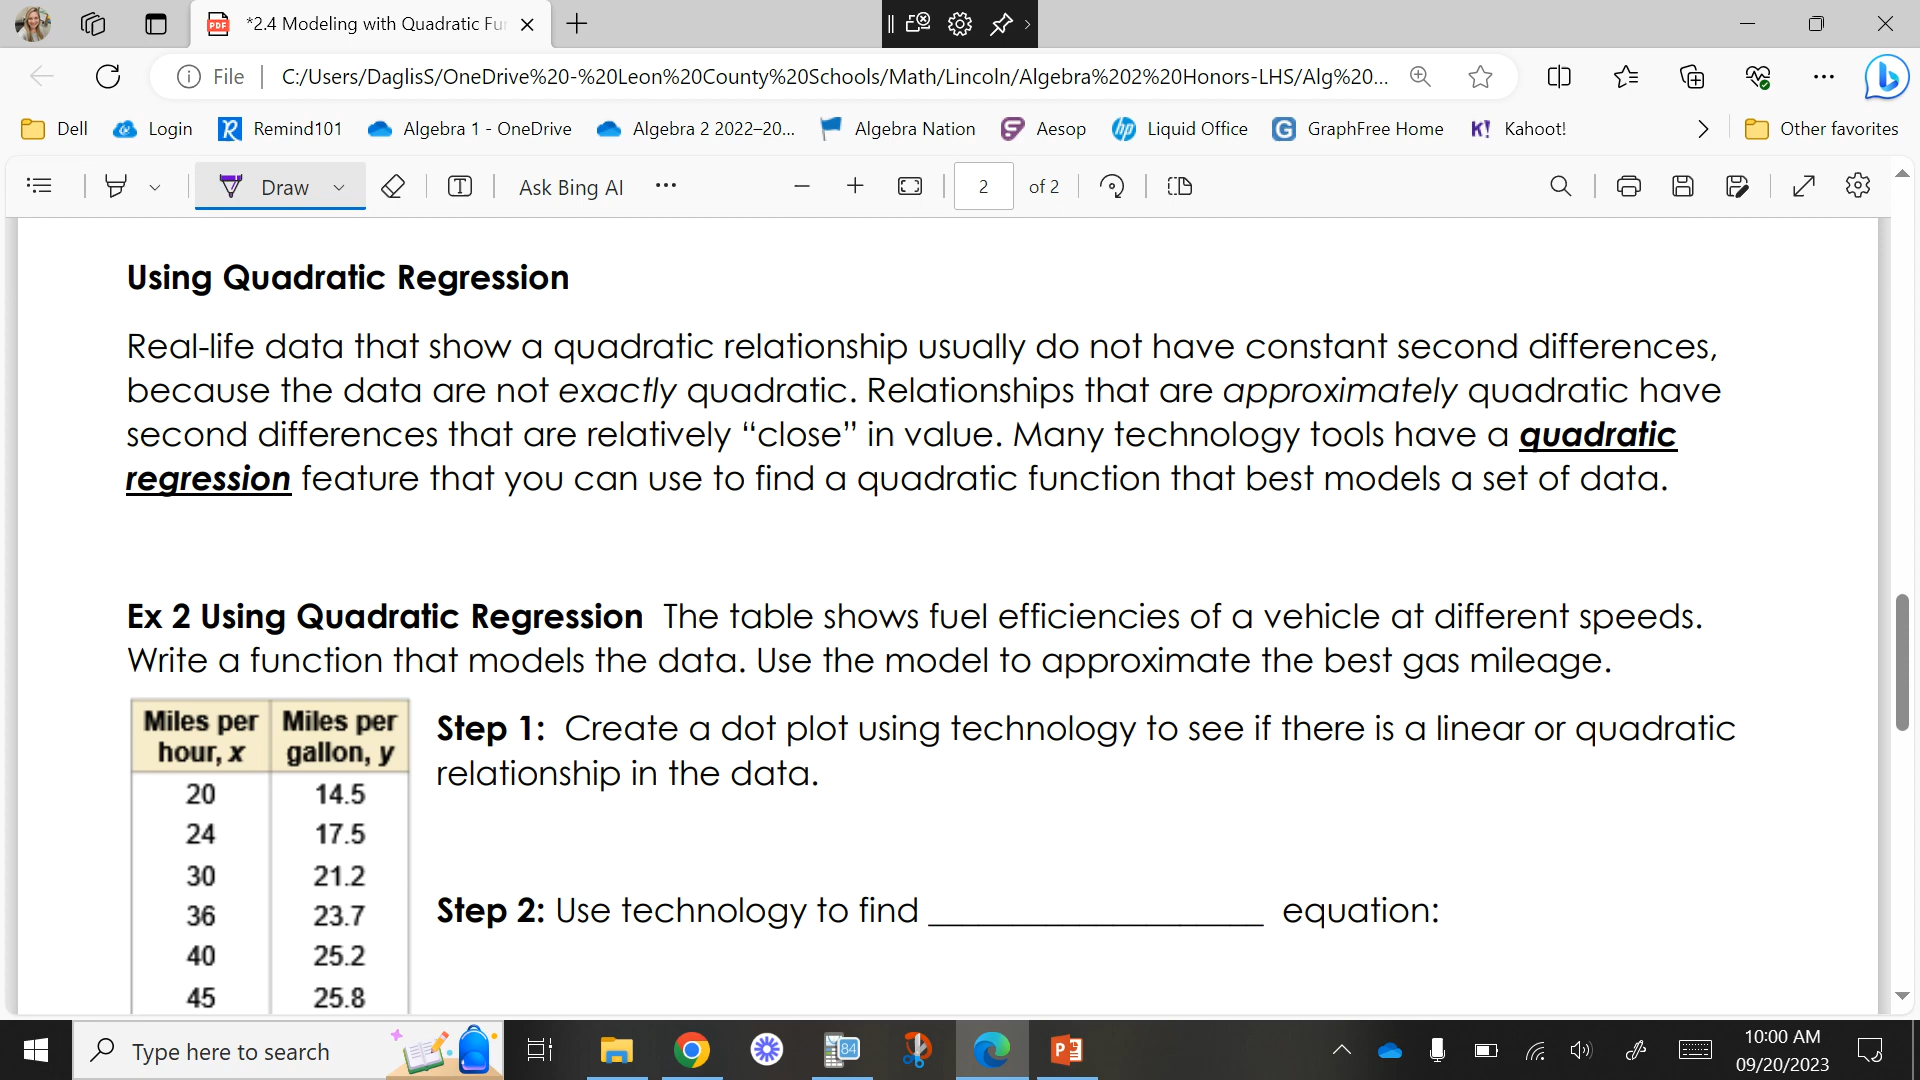 *2.4 Modeling with Quadratic Fu
File
C:/Users/DaglisS/OneDrive%20-%20Leon%20County%20Schools/Math/Lincoln/Algebra%202%20Honors-LHS/Alg%20...
Dell Login Remind101 Algebra 1 - OneDrive Algebra 2 2022–20... Algebra Nation Aesop Liquid Office GraphFree Home K! Kahoot! Other favorites
Draw Ask Bing AI 2 of 2
Using Quadratic Regression
Real-life data that show a quadratic relationship usually do not have constant second differences,
because the data are not exactly quadratic. Relationships that are approximately quadratic have
second differences that are relatively “close” in value. Many technology tools have a quadratic
regression feature that you can use to find a quadratic function that best models a set of data.
Ex 2 Using Quadratic Regression The table shows fuel efficiencies of a vehicle at different speeds.
Write a function that models the data. Use the model to approximate the best gas mileage.
Miles per hour, x Miles per gallon, y
20 14.5
24 17.5
30 21.2
36 23.7
40 25.2
45 25.8
Step 1: Create a dot plot using technology to see if there is a linear or quadratic
relationship in the data.
Step 2: Use technology to find __________________ equation:
Type here to search
84
10:00 AM
09/20/2023